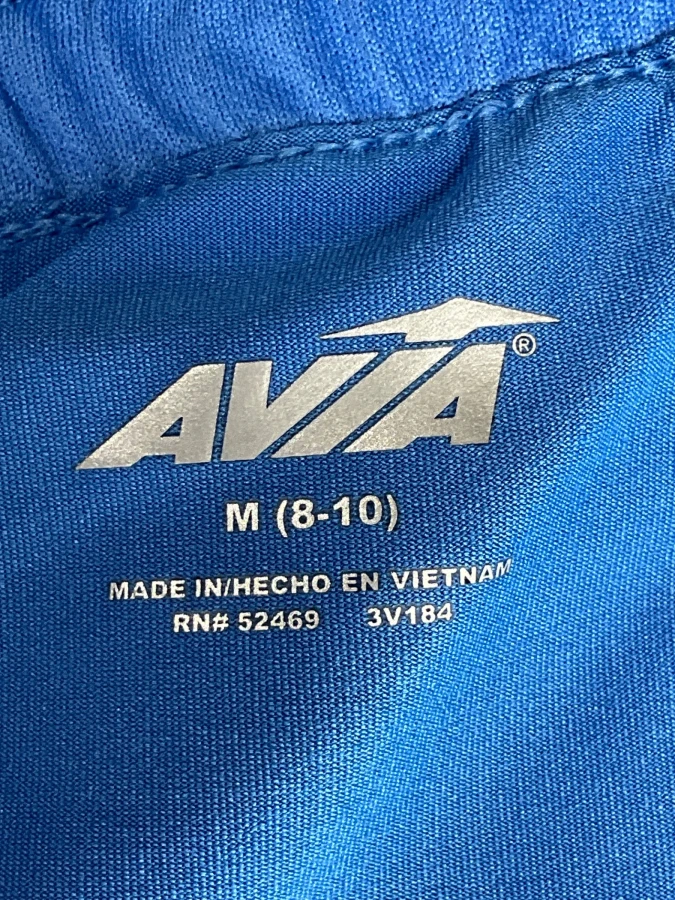 AVIA®
M (8-10)
MADE IN/HECHO EN VIETNAM
RN# 52469 3V184